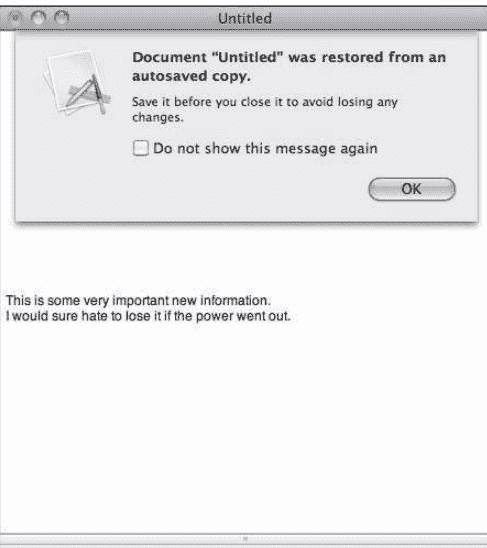 Untitled
Document “Untitled” was restored from an
autosaved copy.
Save it before you close it to avoid losing any
changes.
Do not show this message again
OK
This is some very important new information.
I would sure hate to lose it if the power went out.